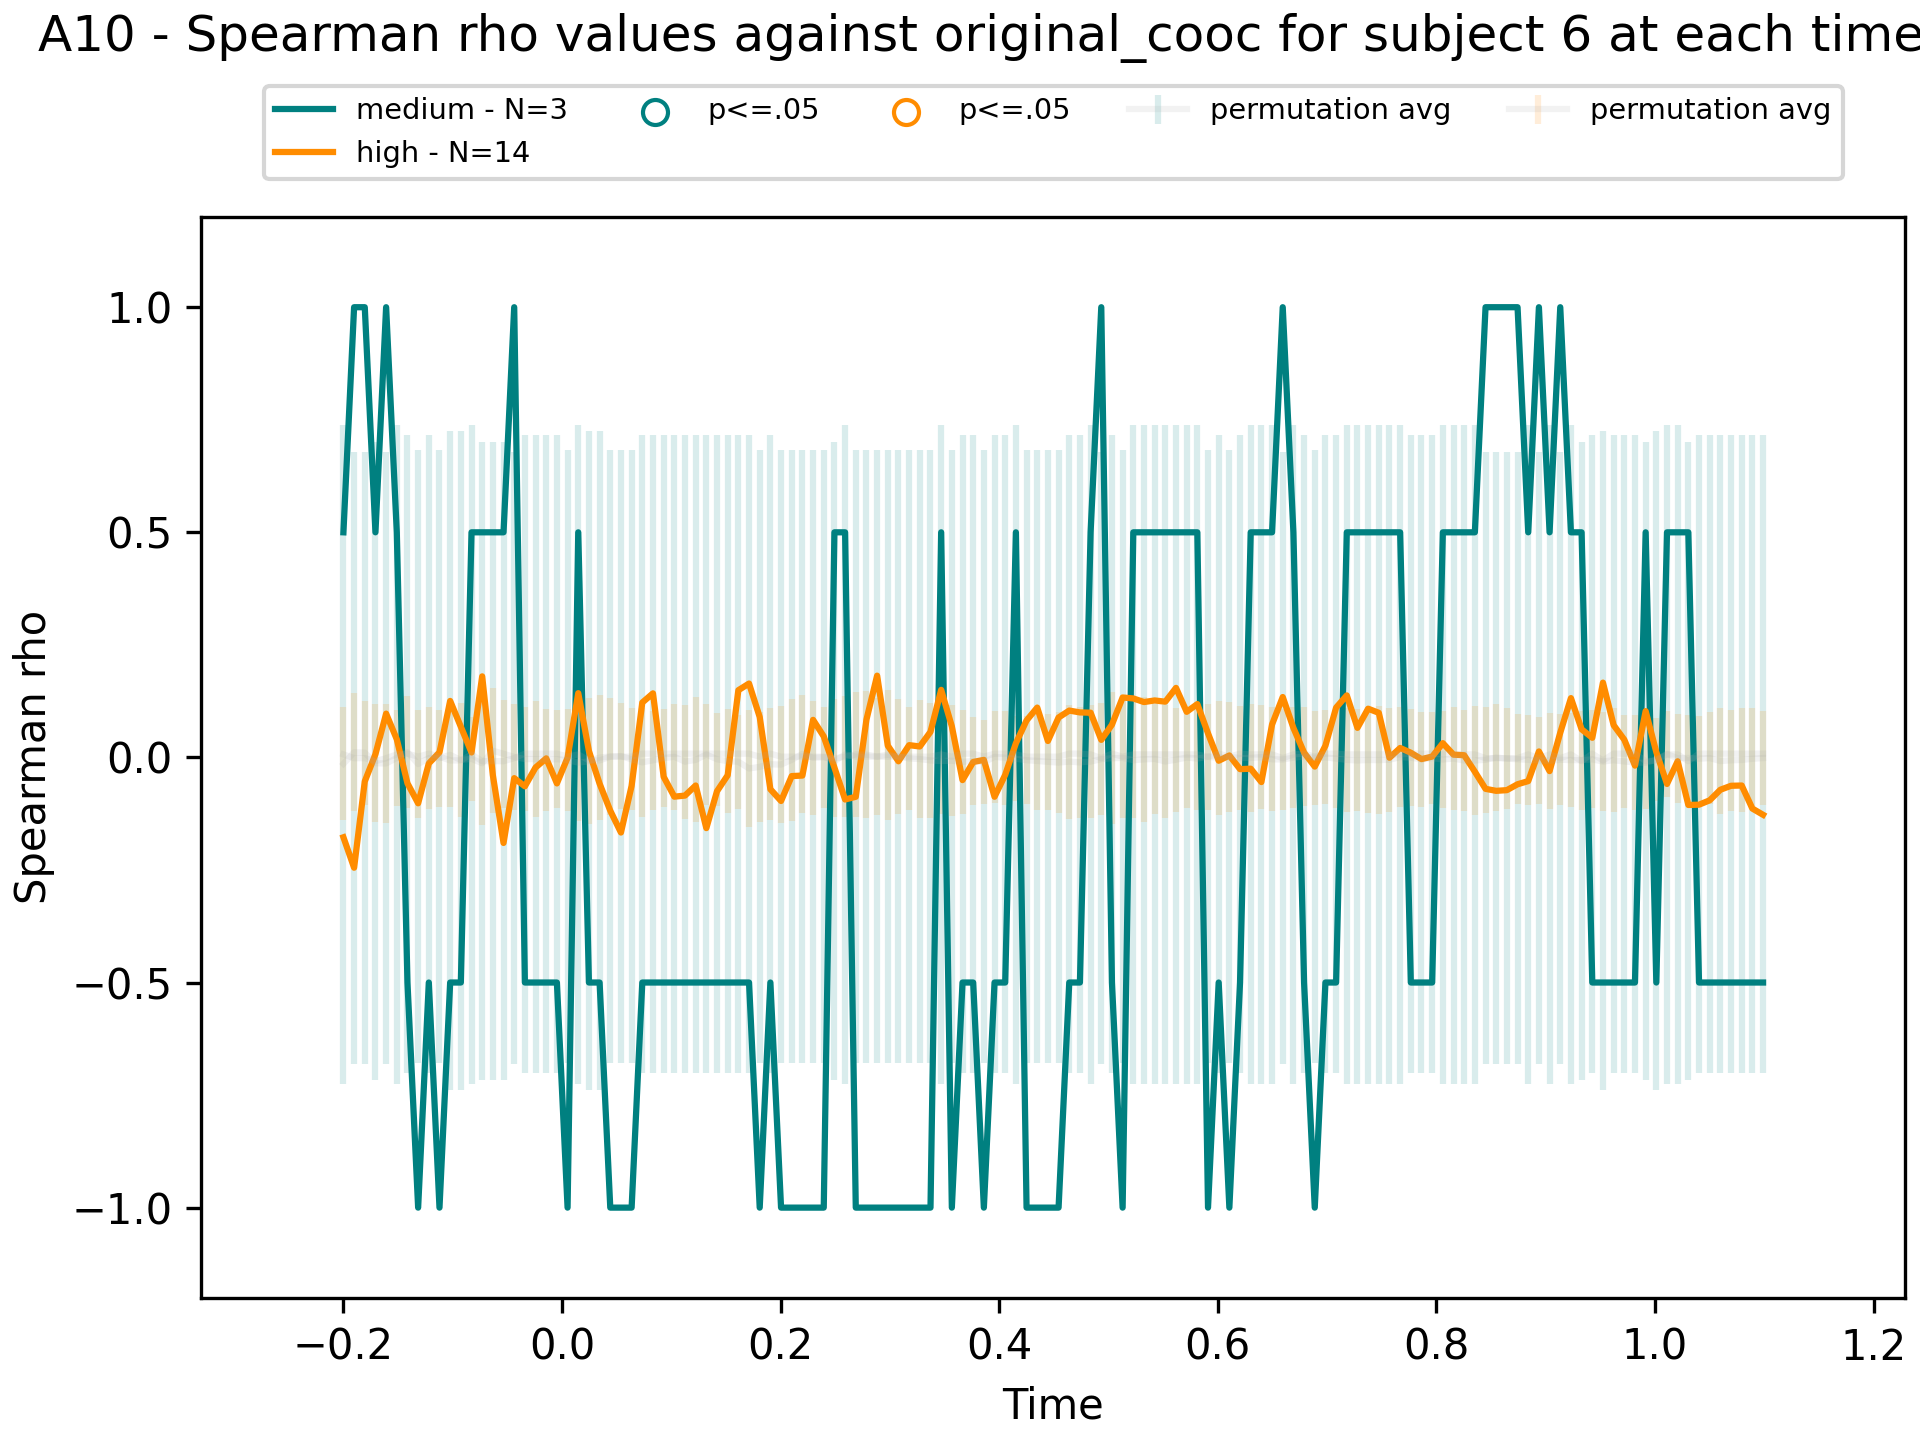 A10 - Spearman rho values against original_cooc for subject 6 at each time
medium - N=3
high - N=14
p<=.05
p<=.05
permutation avg
permutation avg
Spearman rho
1.0
0.5
0.0
−0.5
−1.0
−0.2 0.0 0.2 0.4 0.6 0.8 1.0 1.2
Time